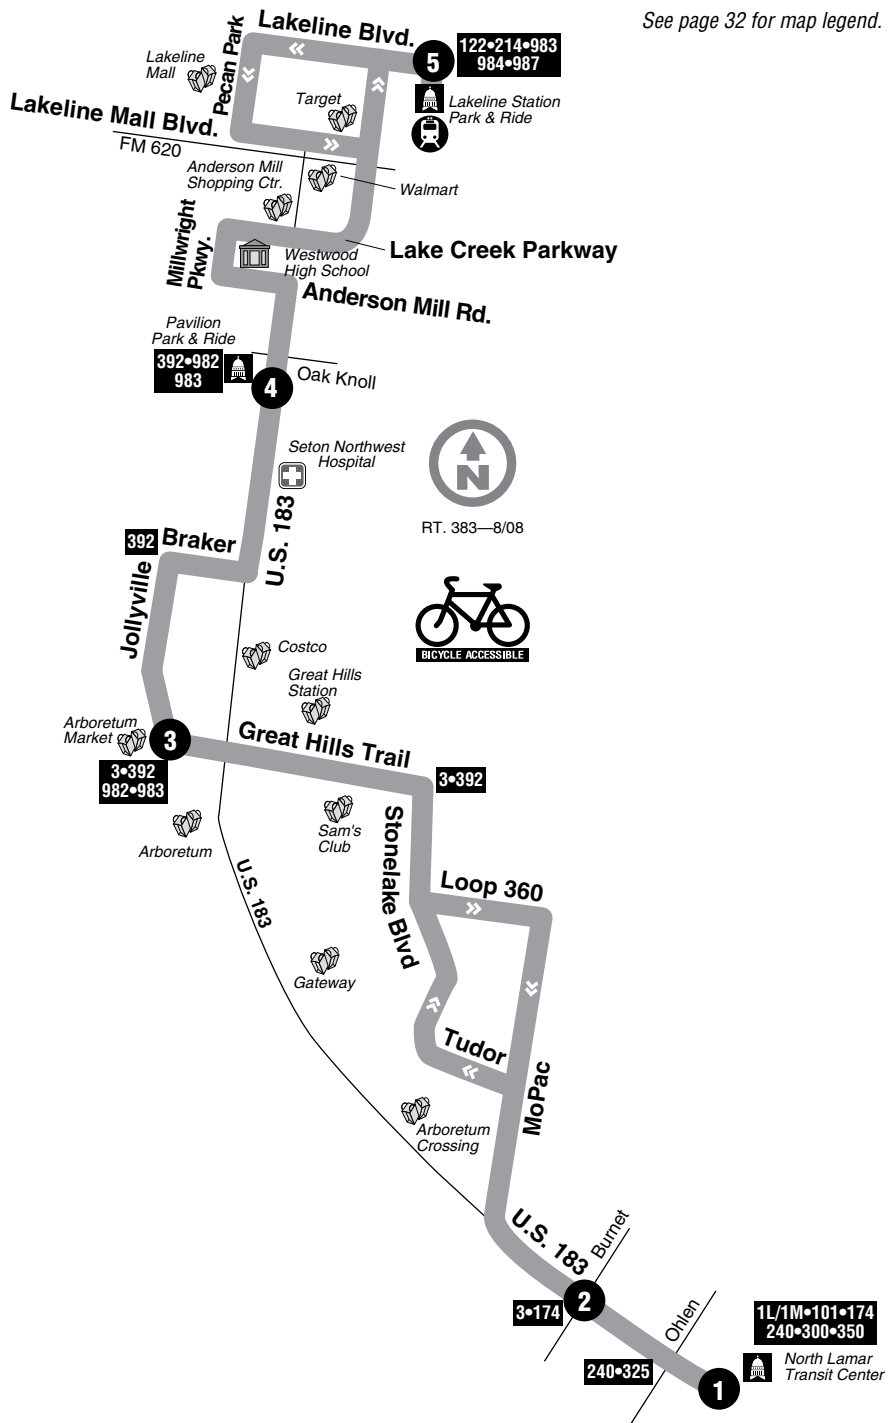 See page 32 for map legend.
Lakeline Blvd.
Pecan Park
Lakeline
Mall
5
122•214•983
984•987
Target
Lakeline Station
Park & Ride
Lakeline Mall Blvd.
FM 620
Anderson Mill
Shopping Ctr.
Walmart
Millwright
Pkwy.
Westwood
High School
Lake Creek Parkway
Anderson Mill Rd.
Pavilion
Park & Ride
392•982
983
4
Oak Knoll
Seton Northwest
Hospital
N
RT. 383—8/08
U.S. 183
392
Braker
Jollyville
BICYCLE ACCESSIBLE
Costco
Great Hills
Station
Arboretum
Market
3
Great Hills Trail
3•392
982•983
3•392
Arboretum
Sam's
Club
Stonelake Blvd
U.S. 183
Loop 360
Gateway
Tudor
MoPac
Arboretum
Crossing
U.S. 183
Burnet
3•174
2
Ohlen
1L/1M•101•174
240•300•350
240•325
1
North Lamar
Transit Center